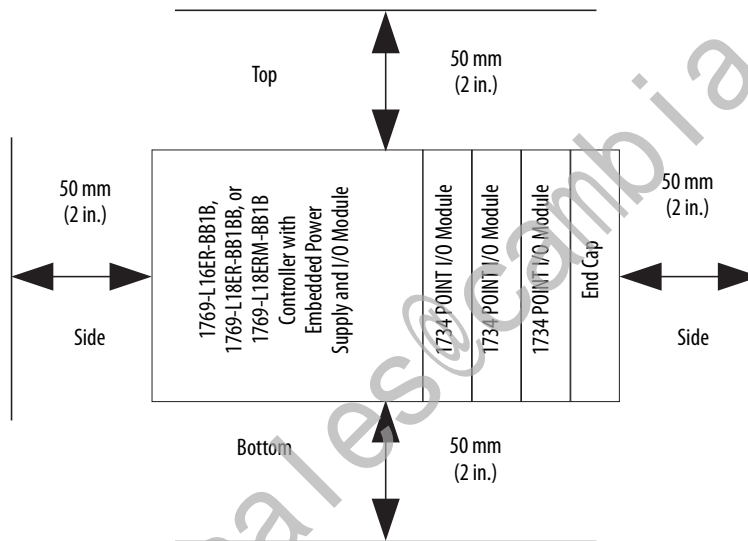 Top
50 mm
(2 in.)
50 mm
(2 in.)
Side
1769-L16ER-BB1B,
1769-L18ER-BB1BB, or
1769-L18ERM-BB1B
Controller with
Embedded Power
Supply and I/O Module
1734 POINT I/O Module
1734 POINT I/O Module
1734 POINT I/O Module
End Cap
50 mm
(2 in.)
Side
Bottom
50 mm
(2 in.)
ales@cambia